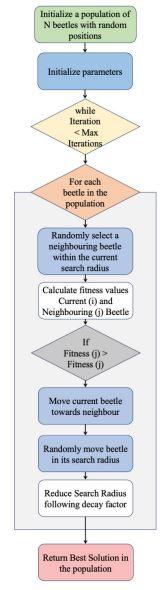 Initialize a population of
N beetles with random
positions
Initialize parameters
while
Iteration
< Max
Iterations
For each
beetle in the
population
Randomly select a
neighbouring beetle
within the current
search radius
Calculate fitness values
Current (i) and
Neighbouring (j) Beetle
If
Fitness (j) >
Fitness (j)
Move current beetle
towards neighbour
Randomly move beetle
in its search radius
Reduce Search Radius
following decay factor
Return Best Solution in
the population